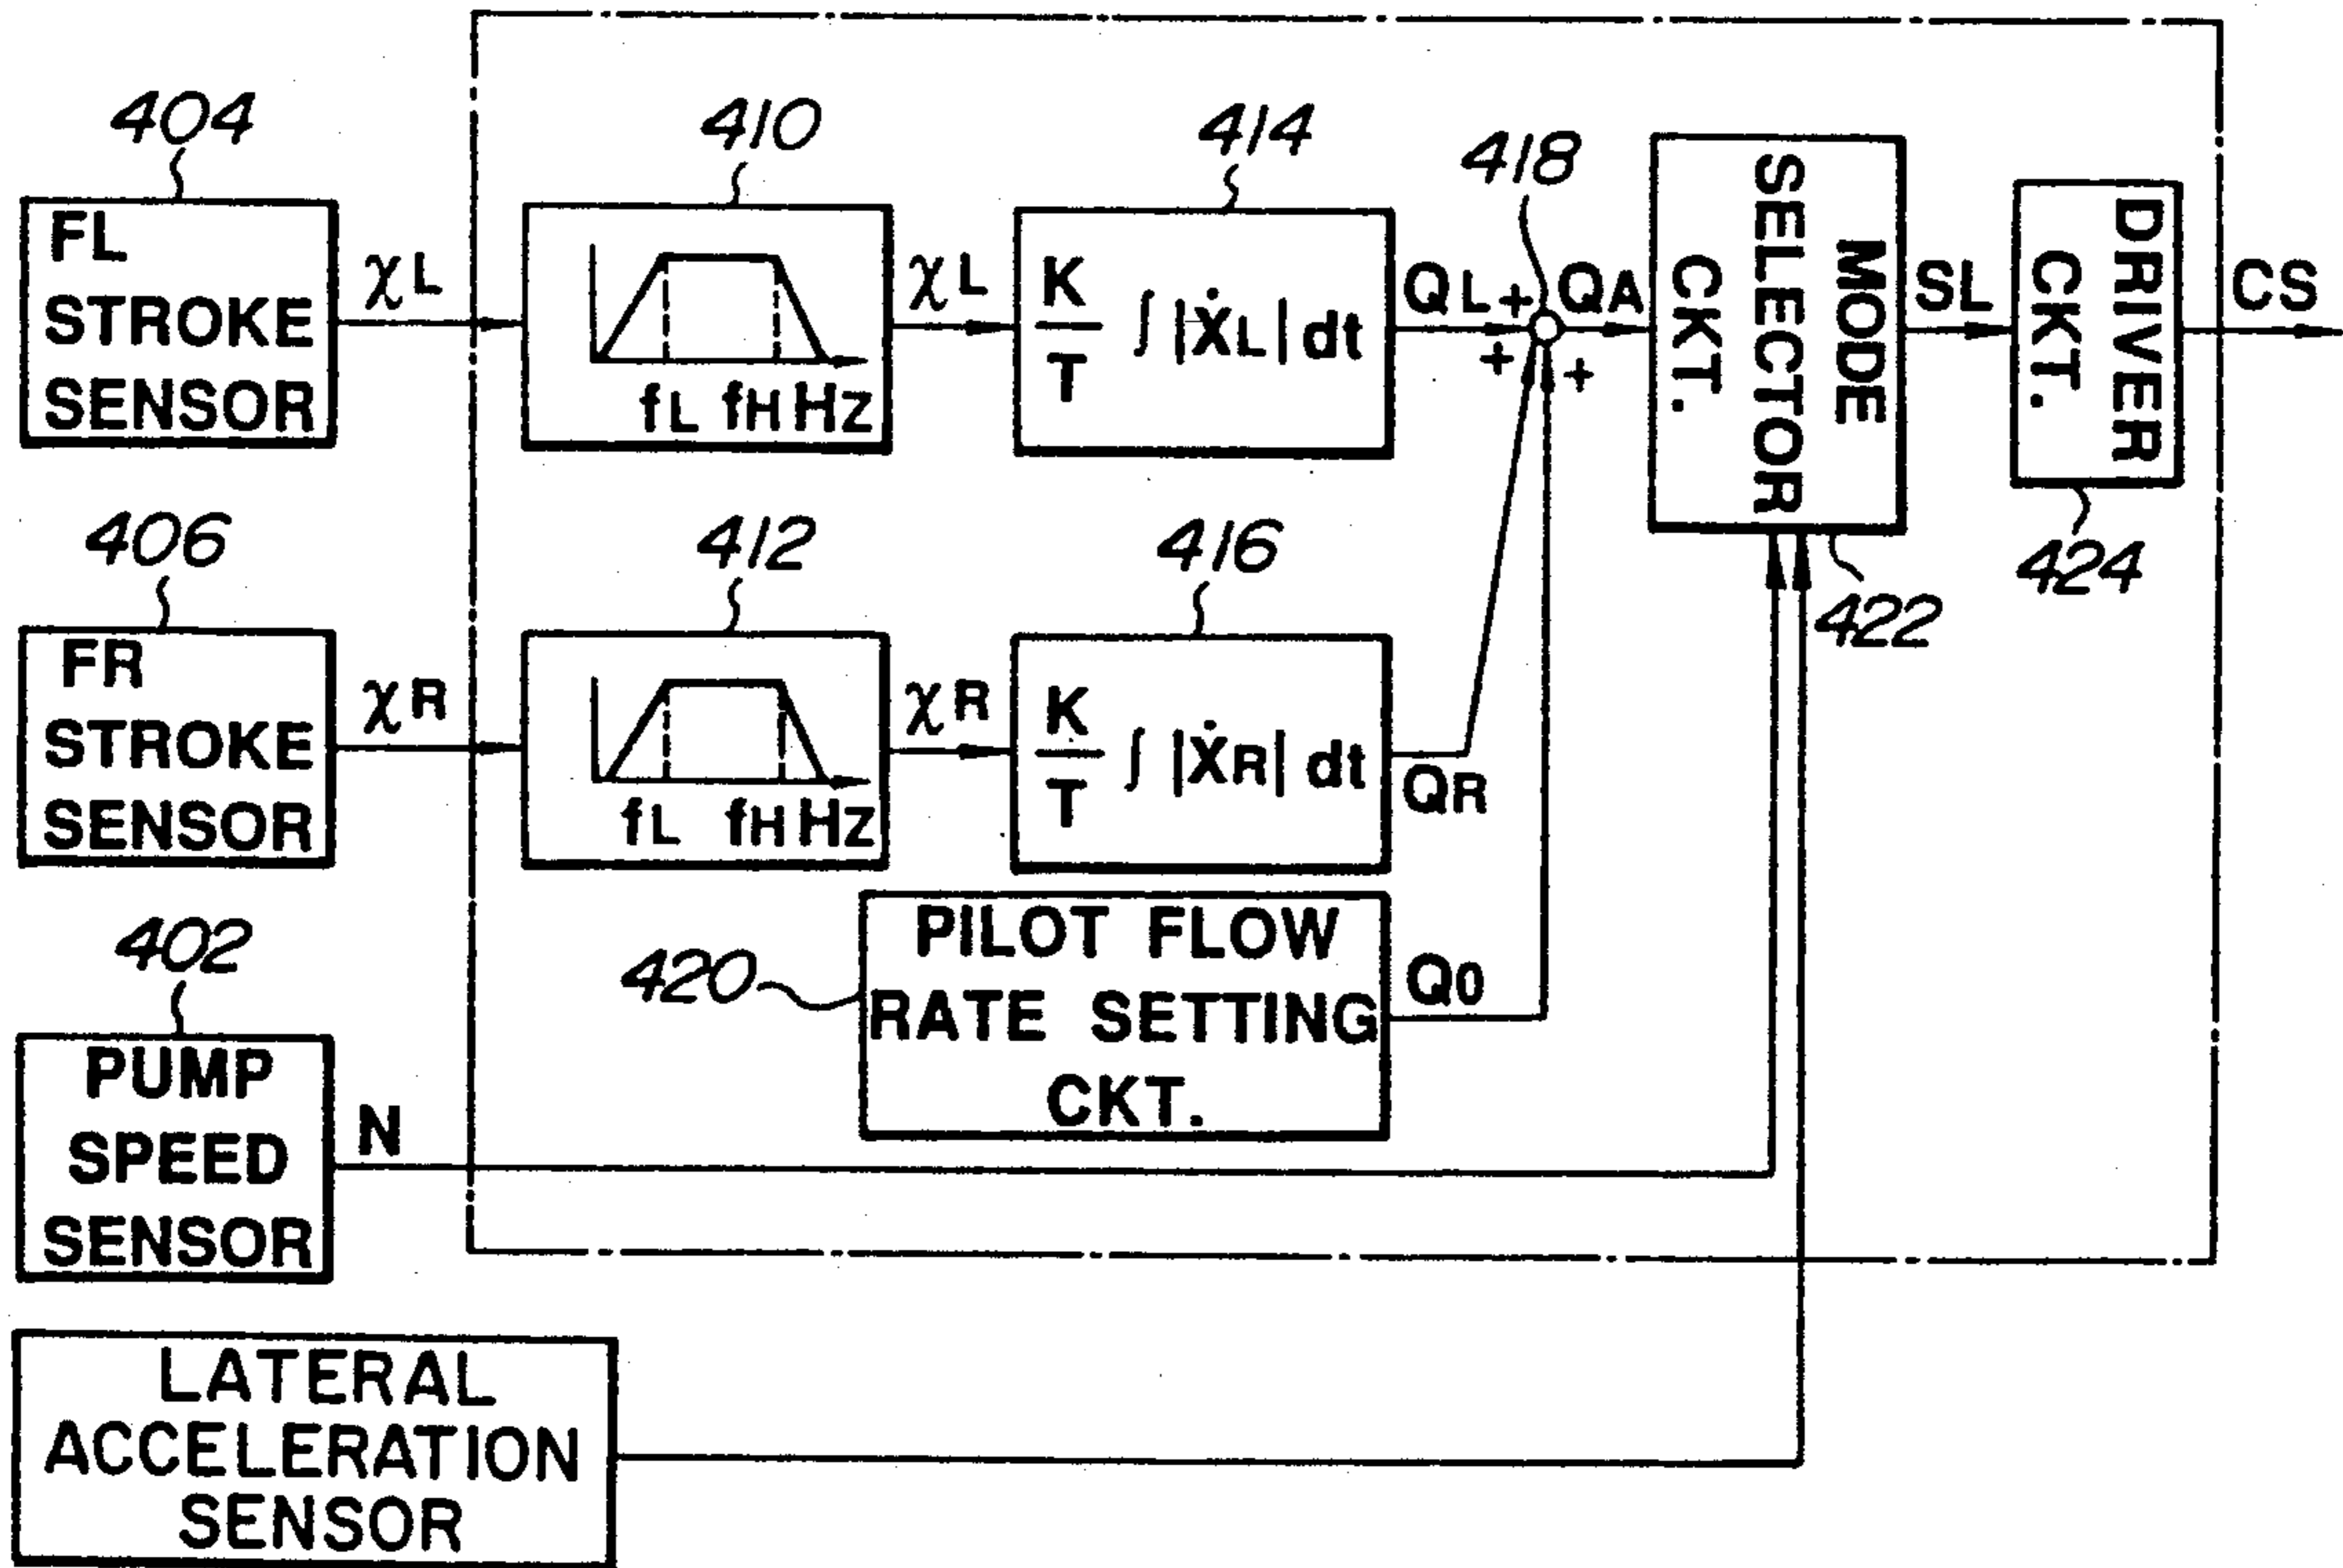 404
FL
STROKE
SENSOR
χL
410
fL fH HZ
χL
414
K
T
∫ |ẊL| dt
QL
+
418
+
+
QA
MODE
SELECTOR
CKT.
422
SL
DRIVER
CKT.
424
CS
406
FR
STROKE
SENSOR
χR
412
fL fH HZ
χR
416
K
T
∫ |ẊR| dt
QR
402
PUMP
SPEED
SENSOR
N
420
PILOT FLOW
RATE SETTING
CKT.
Q0
LATERAL
ACCELERATION
SENSOR